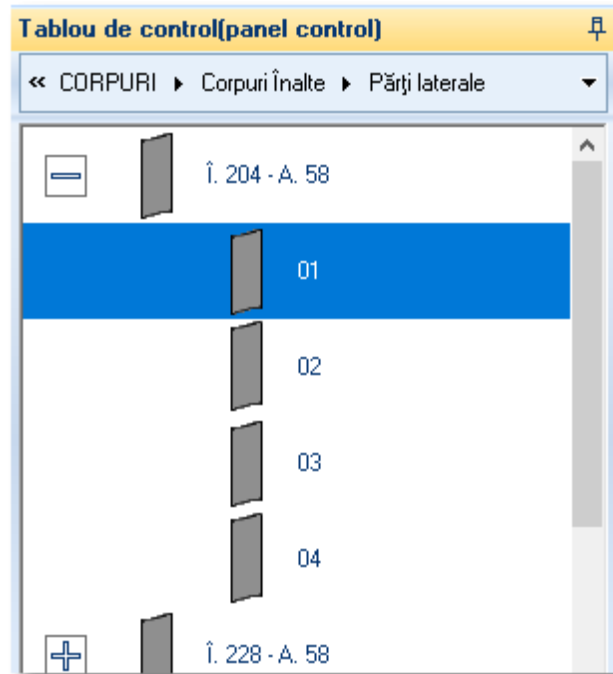 Tablou de control(panel control)
« CORPURI ▸ Corpuri Înalte ▸ Părţi laterale
Î. 204 - A. 58
01
02
03
04
Î. 228 - A. 58